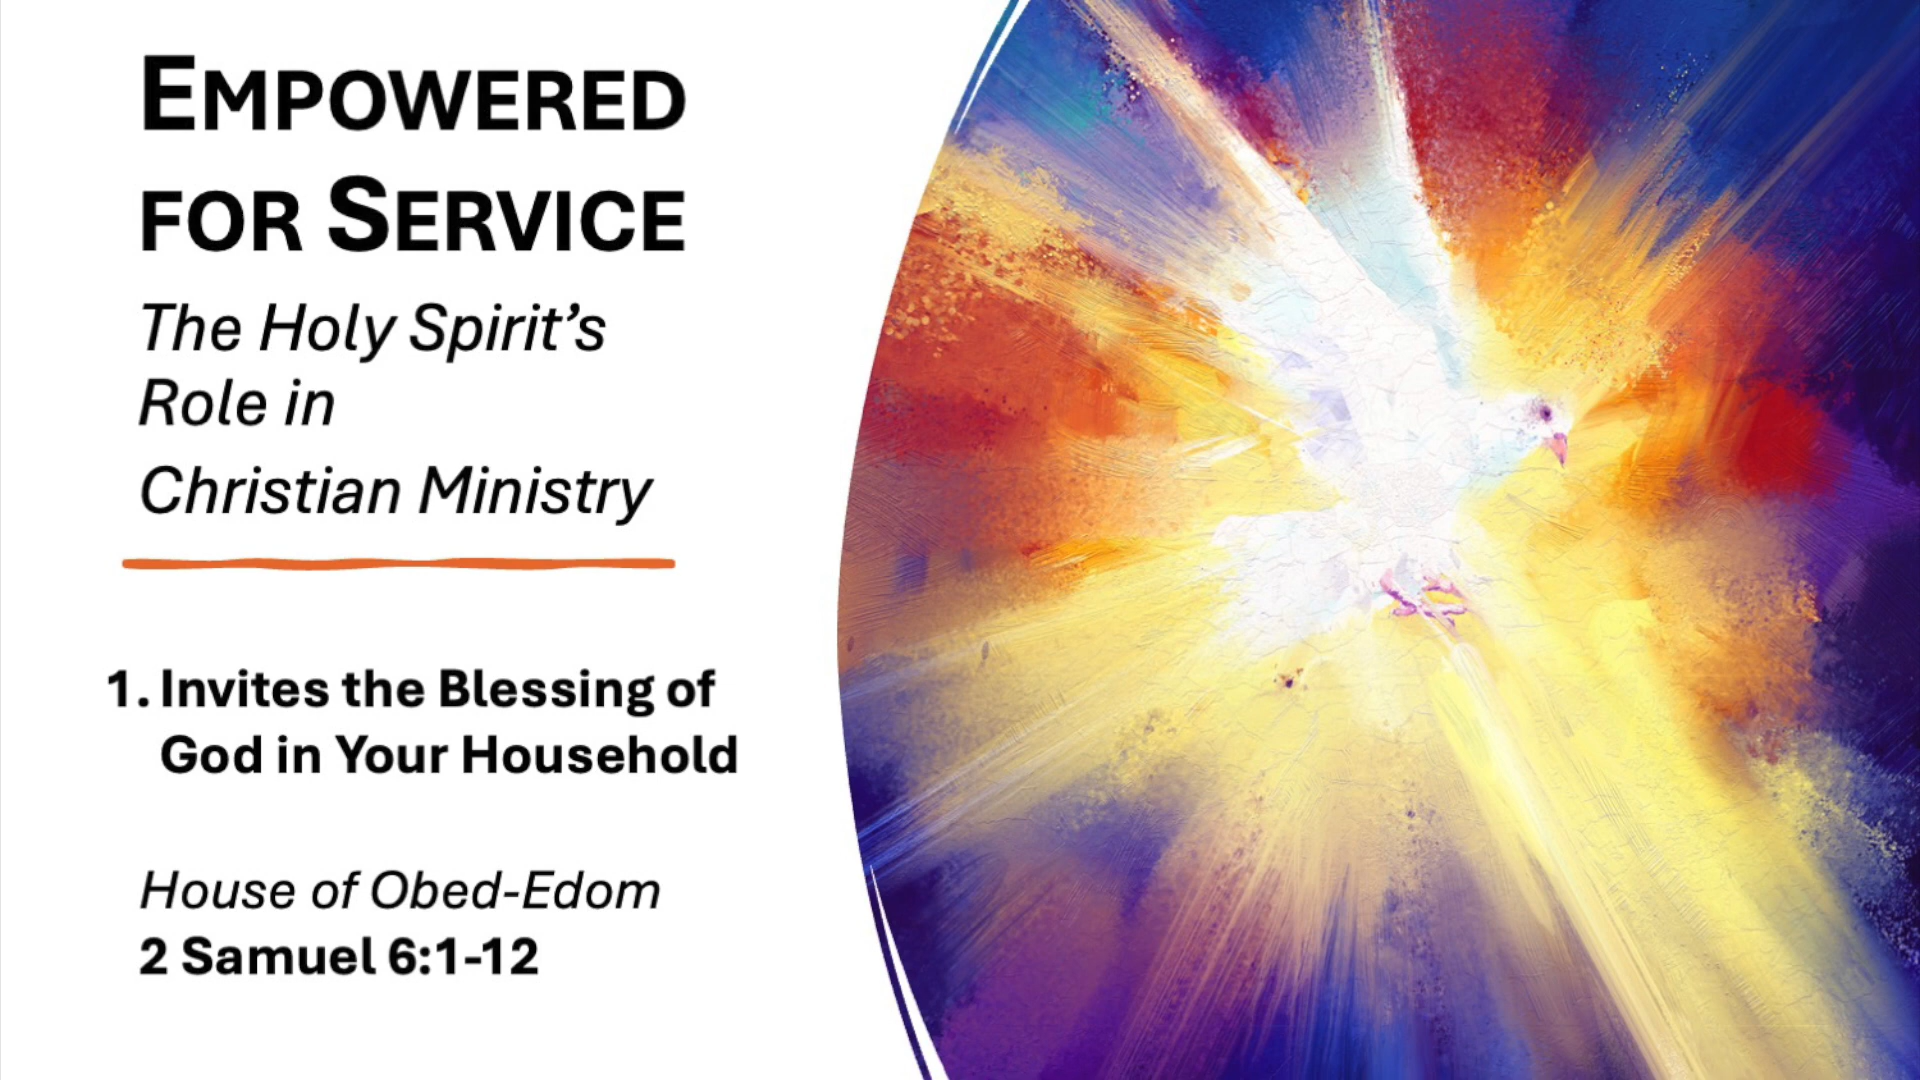 EMPOWERED
FOR SERVICE
The Holy Spirit’s
Role in
Christian Ministry
1. Invites the Blessing of
God in Your Household
House of Obed-Edom
2 Samuel 6:1-12